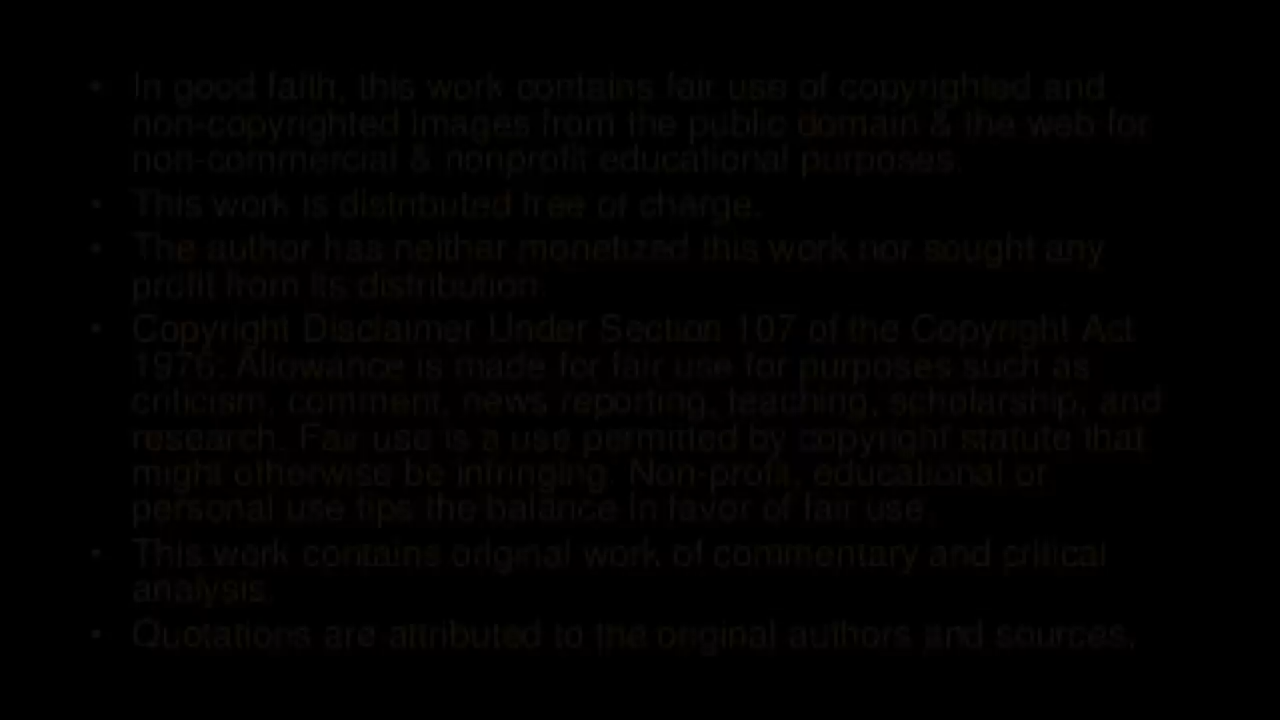 • In good faith, this work contains fair use of copyrighted and
non-copyrighted images from the public domain & the web for
non-commercial & nonprofit educational purposes.
• This work is distributed free of charge.
• The author has neither monetized this work nor sought any
profit from its distribution.
• Copyright Disclaimer Under Section 107 of the Copyright Act
1976: Allowance is made for fair use for purposes such as
criticism, comment, news reporting, teaching, scholarship, and
research. Fair use is a use permitted by copyright statute that
might otherwise be infringing. Non-profit, educational or
personal use tips the balance in favor of fair use.
• This work contains original work of commentary and critical
analysis.
• Quotations are attributed to the original authors and sources.